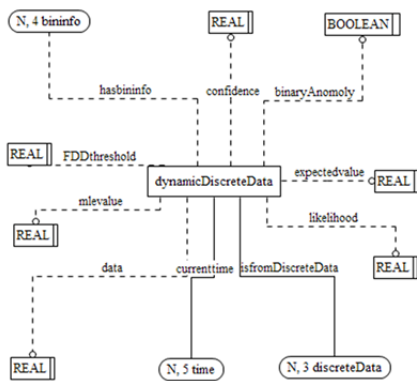 N, 4 bininfo
REAL
BOOLEAN
hasbininfo
confidence
binaryAnomoly
REAL
FDDthreshold
dynamicDiscreteData
expectedvalue
REAL
mlevalue
likelihood
REAL
data
currenttime
isfromDiscreteData
REAL
REAL
N, 5 time
N, 3 discreteData